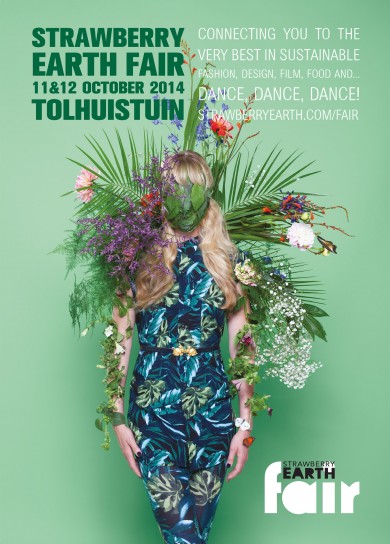 STRAWBERRY
EARTH FAIR
11&12 OCTOBER 2014
TOLHUISTUIN
CONNECTING YOU TO THE
VERY BEST IN SUSTAINABLE
FASHION, DESIGN, FILM, FOOD AND...
DANCE, DANCE, DANCE!
STRAWBERRYEARTH.COM/FAIR
STRAWBERRY
EARTH
fair